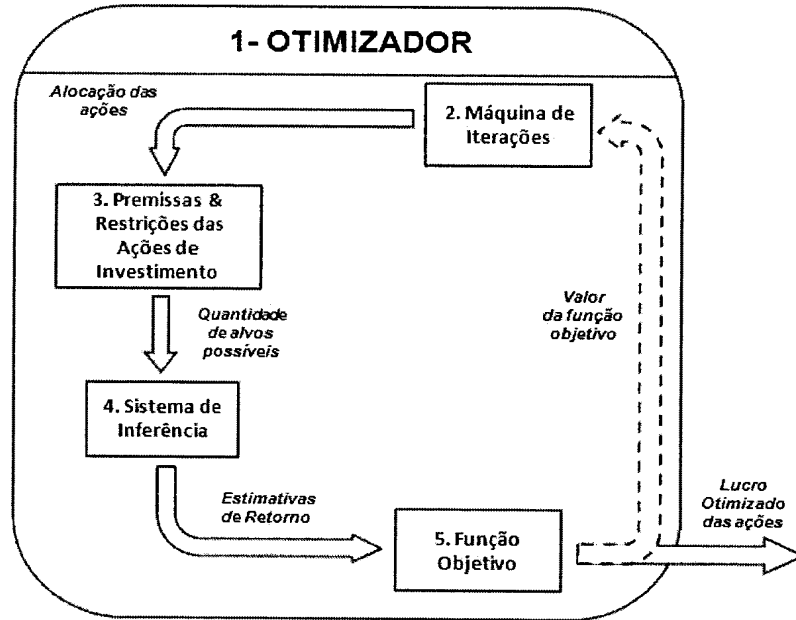 1- OTIMIZADOR
Alocação das
ações
2. Máquina de
Iterações
3. Premissas &
Restrições das
Ações de
Investimento
Quantidade
de alvos
possíveis
Valor
da função
objetivo
4. Sistema de
Inferência
Estimativas
de Retorno
5. Função
Objetivo
Lucro
Otimizado
das ações